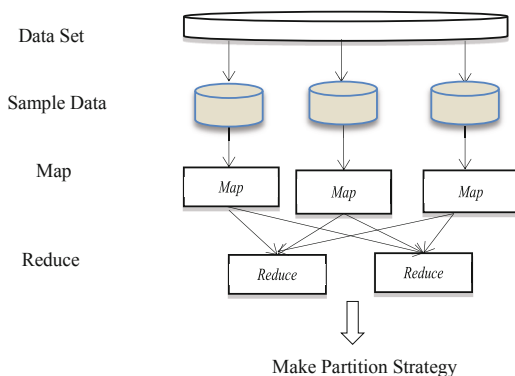 Data Set
Sample Data
Map
Map
Map
Map
Reduce
Reduce
Reduce
Make Partition Strategy